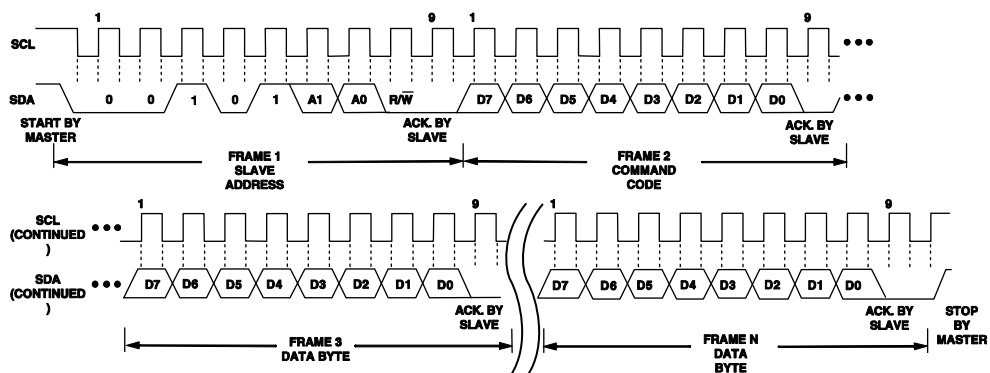 1 9 1 9
SCL
SDA 0 0 1 0 1 A1 A0 R/W̅ D7 D6 D5 D4 D3 D2 D1 D0
START BY
MASTER
ACK. BY
SLAVE
ACK. BY
SLAVE
FRAME 1
SLAVE
ADDRESS
FRAME 2
COMMAND
CODE
1 9 1 9
SCL
(CONTINUED
)
SDA
(CONTINUED
)
D7 D6 D5 D4 D3 D2 D1 D0
D7 D6 D5 D4 D3 D2 D1 D0
ACK. BY
SLAVE
ACK. BY
SLAVE
STOP
BY
MASTER
FRAME 3
DATA BYTE
FRAME N
DATA
BYTE